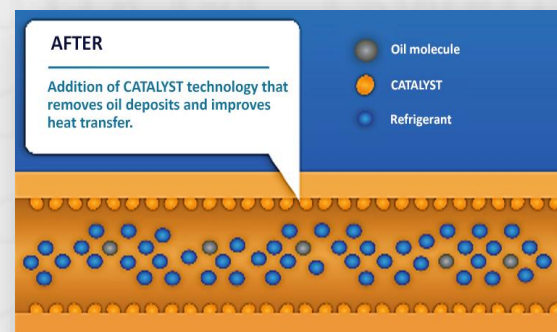 AFTER
Addition of CATALYST technology that
removes oil deposits and improves
heat transfer.
Oil molecule
CATALYST
Refrigerant